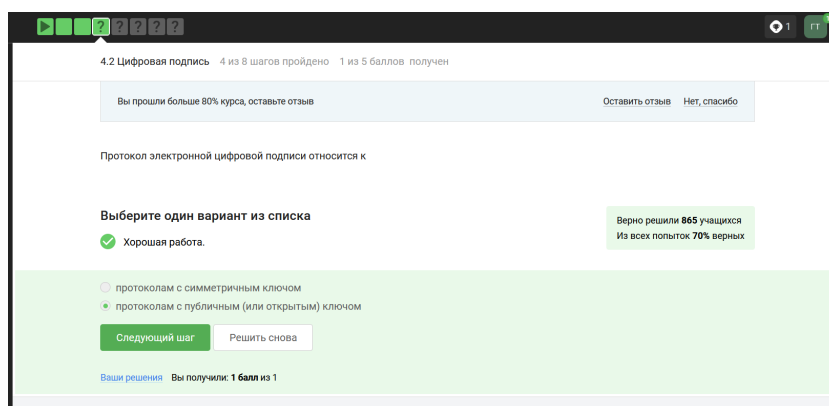 ? ? ? ? ?
1 ГТ
4.2 Цифровая подпись 4 из 8 шагов пройдено 1 из 5 баллов получен
Вы прошли больше 80% курса, оставьте отзыв Оставить отзыв Нет, спасибо
Протокол электронной цифровой подписи относится к
Выберите один вариант из списка
Хорошая работа.
Верно решили 865 учащихся
Из всех попыток 70% верных
протоколам с симметричным ключом
протоколам с публичным (или открытым) ключом
Следующий шаг Решить снова
Ваши решения Вы получили: 1 балл из 1